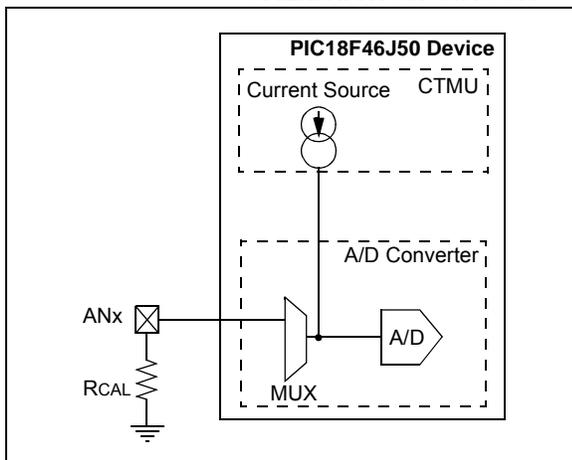 PIC18F46J50 Device
Current Source
CTMU
A/D Converter
ANx
A/D
RCAL
MUX